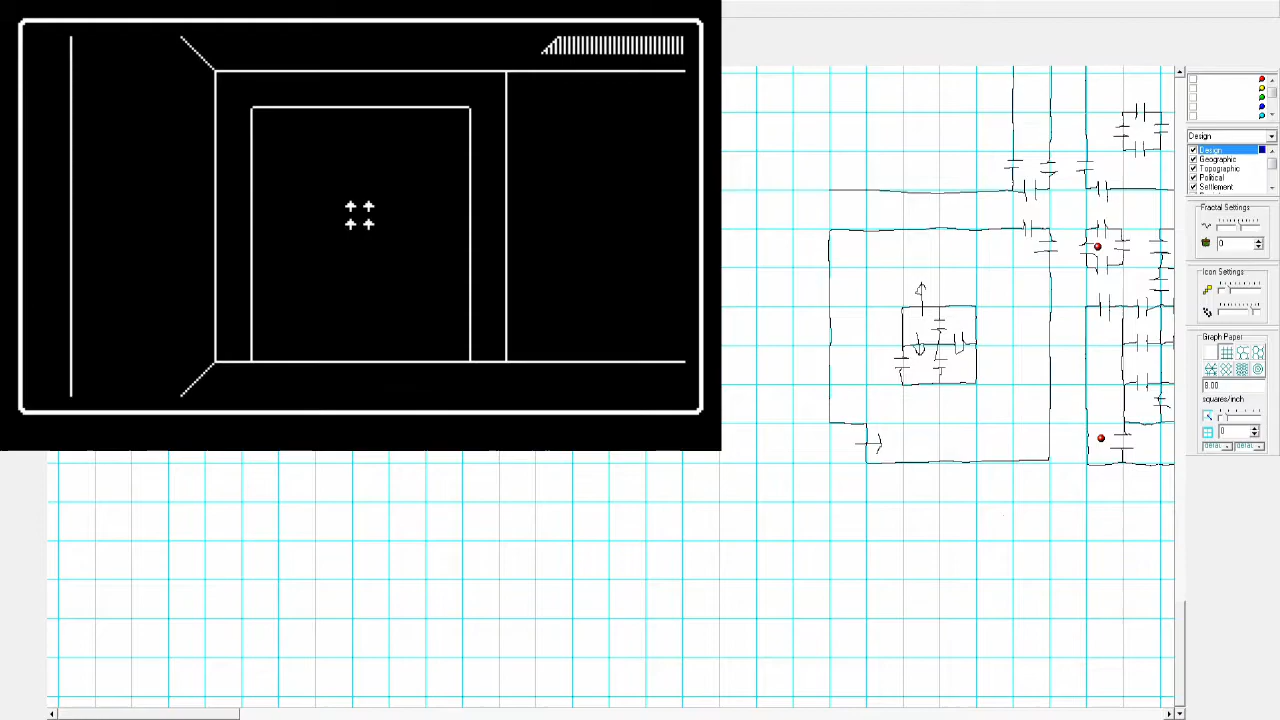 Design
Design
Geographic
Topographic
Political
Settlement
Fractal Settings
0
Icon Settings
Graph Paper
8.00
squares/inch
0